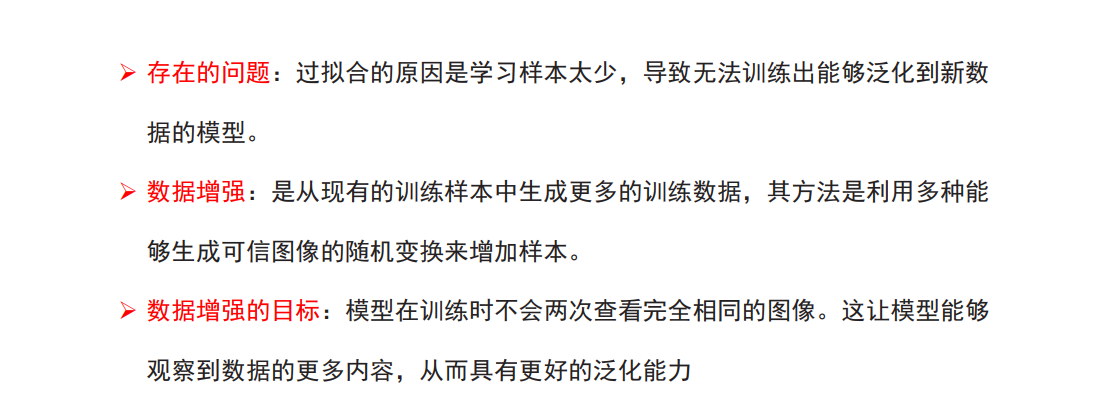 ➢ 存在的问题：过拟合的原因是学习样本太少，导致无法训练出能够泛化到新数
据的模型。
➢ 数据增强：是从现有的训练样本中生成更多的训练数据，其方法是利用多种能
够生成可信图像的随机变换来增加样本。
➢ 数据增强的目标：模型在训练时不会两次查看完全相同的图像。这让模型能够
观察到数据的更多内容，从而具有更好的泛化能力